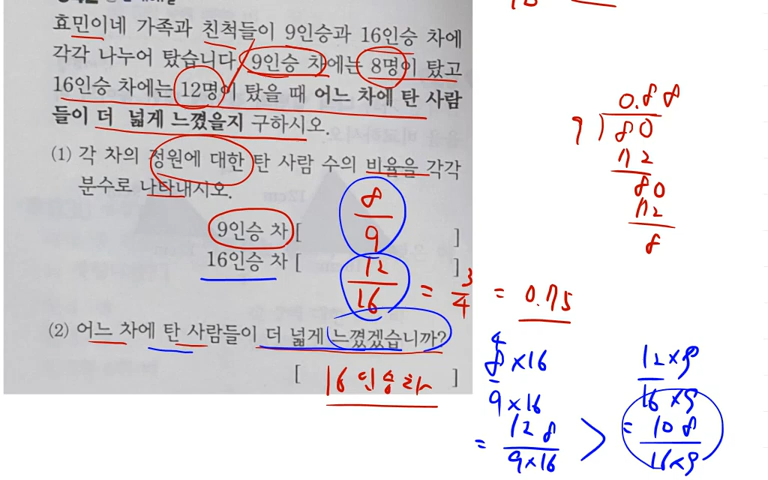 효민이네 가족과 친척들이 9인승과 16인승 차에
각각 나누어 탔습니다. 9인승 차에는 8명이 탔고
16인승 차에는 12명이 탔을 때 어느 차에 탄 사람
들이 더 넓게 느꼈을지 구하시오.
(1) 각 차의 정원에 대한 탄 사람 수의 비율을 각각
분수로 나타내시오.
9인승 차 [ 8/9 ]
16인승 차 [ 12/16 ] = 3/4 = 0.75
(2) 어느 차에 탄 사람들이 더 넓게 느꼈겠습니까?
[ 16인승차 ]
0.88
9 ) 80
72
80
72
8
8×16 / 9×16
= 128 / 9×16 >
12×9 / 16×9
= 108 / 16×9